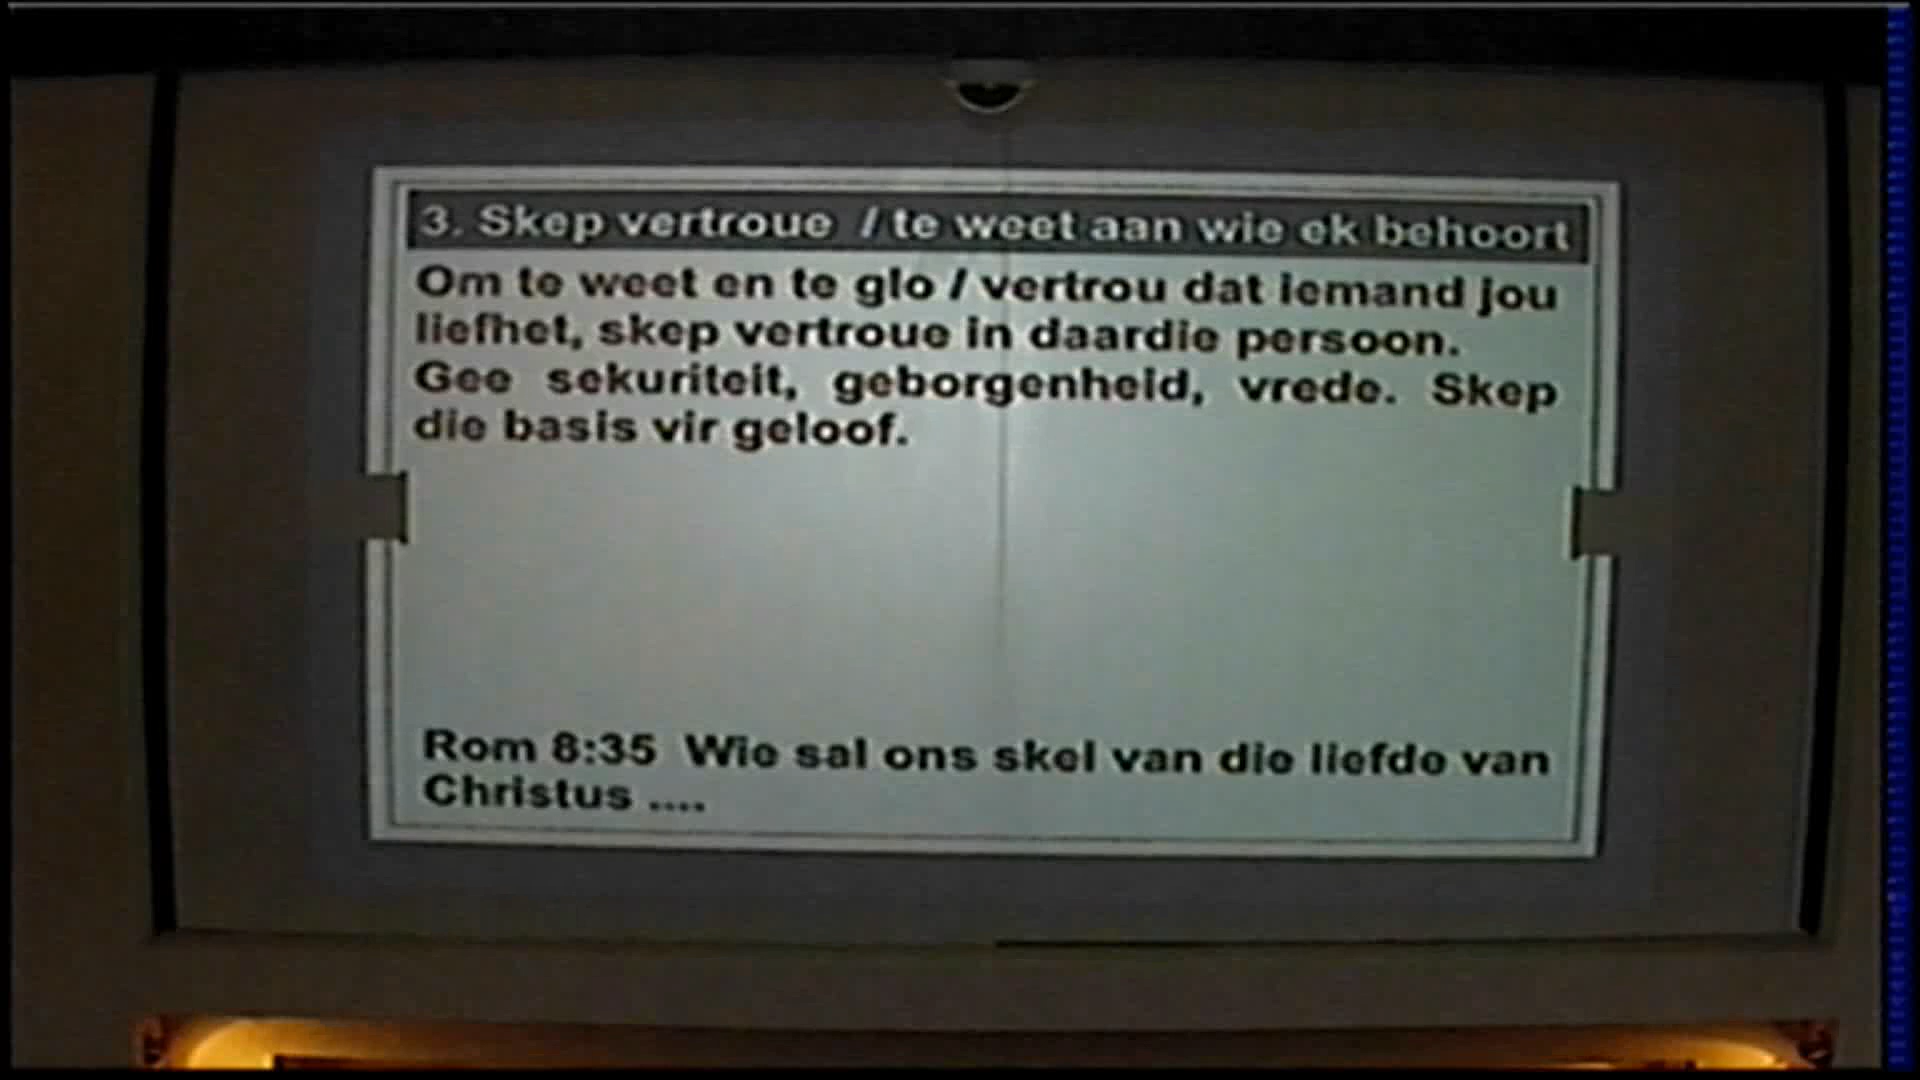 3. Skep vertroue / te weet aan wie ek behoort
Om te weet en te glo / vertrou dat iemand jou
liefhet, skep vertroue in daardie persoon.
Gee sekuriteit, geborgenheid, vrede. Skep
die basis vir geloof.
Rom 8:35 Wie sal ons skei van die liefde van
Christus ....